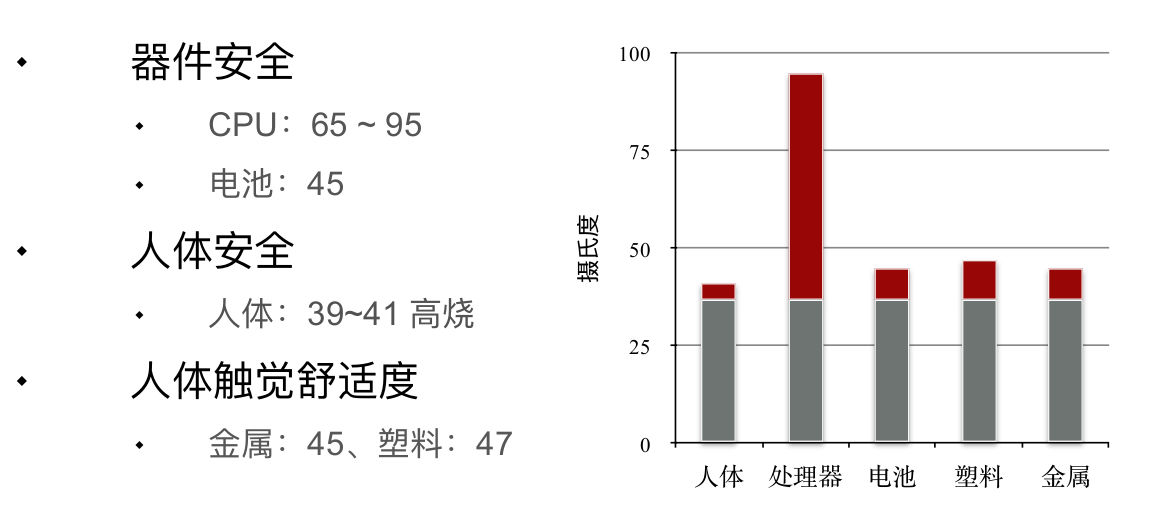 器件安全
CPU：65 ~ 95
电池：45
人体安全
人体：39~41 高烧
人体触觉舒适度
金属：45、塑料：47
摄氏度
100
75
50
25
0
人体 处理器 电池 塑料 金属